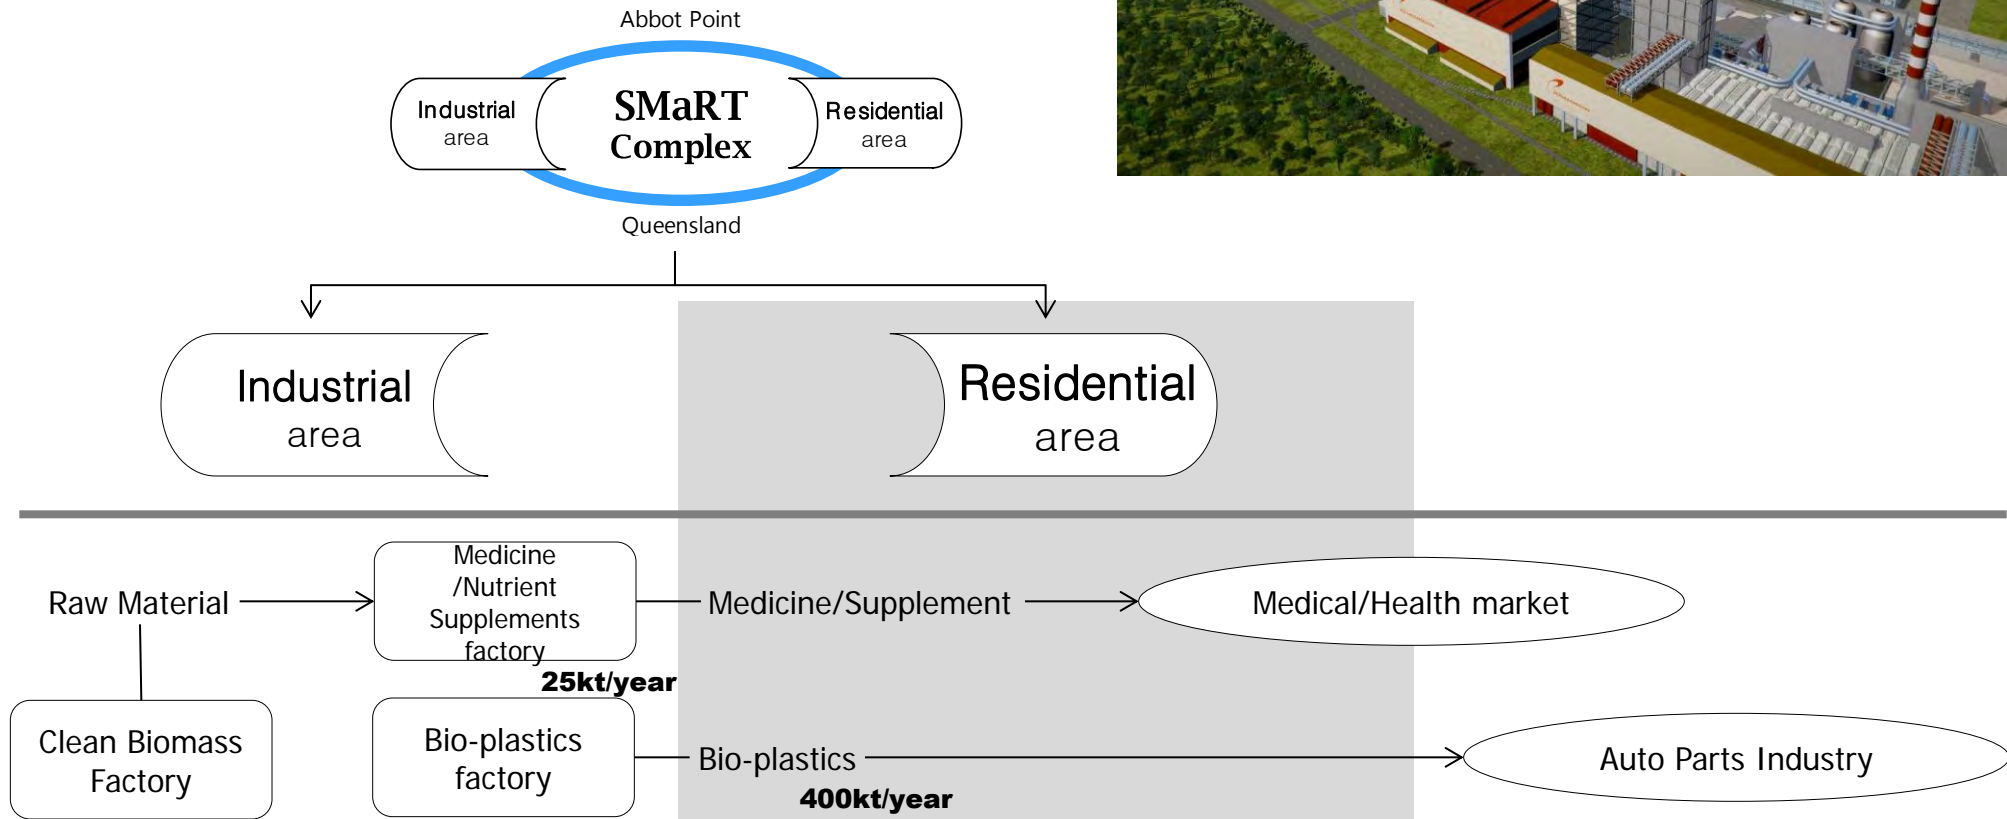 Abbot Point
Industrial
area
SMaRT
Complex
Residential
area
Queensland
Industrial
area
Residential
area
Raw Material
Medicine
/Nutrient
Supplements
factory
Medicine/Supplement
Medical/Health market
25kt/year
Clean Biomass
Factory
Bio-plastics
factory
Bio-plastics
Auto Parts Industry
400kt/year